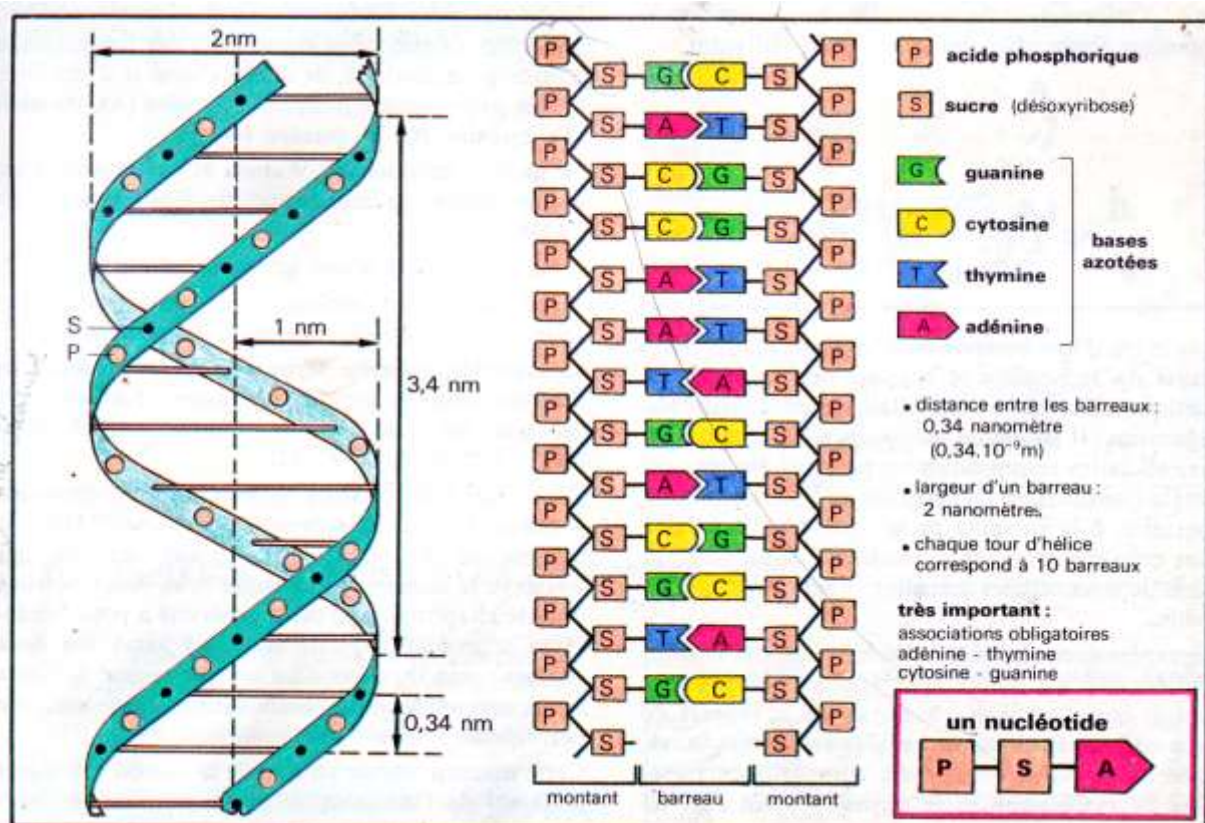 2nm
1 nm
S
P
3,4 nm
0,34 nm
P P
S G C S
P P
S A T S
P P
S C G S
P P
S C G S
P P
S A T S
P P
S A T S
P P
S T A S
P P
S G C S
P P
S A T S
P P
S C G S
P P
S G C S
P P
S T A S
P P
S G C S
P P
S S
montant barreau montant
P acide phosphorique
S sucre (désoxyribose)
G guanine
C cytosine
T thymine
A adénine
bases
azotées
• distance entre les barreaux :
0,34 nanomètre
(0,34.10⁻⁹m)
• largeur d'un barreau :
2 nanomètres.
• chaque tour d'hélice
correspond à 10 barreaux
très important :
associations obligatoires
adénine - thymine
cytosine - guanine
un nucléotide
P S A